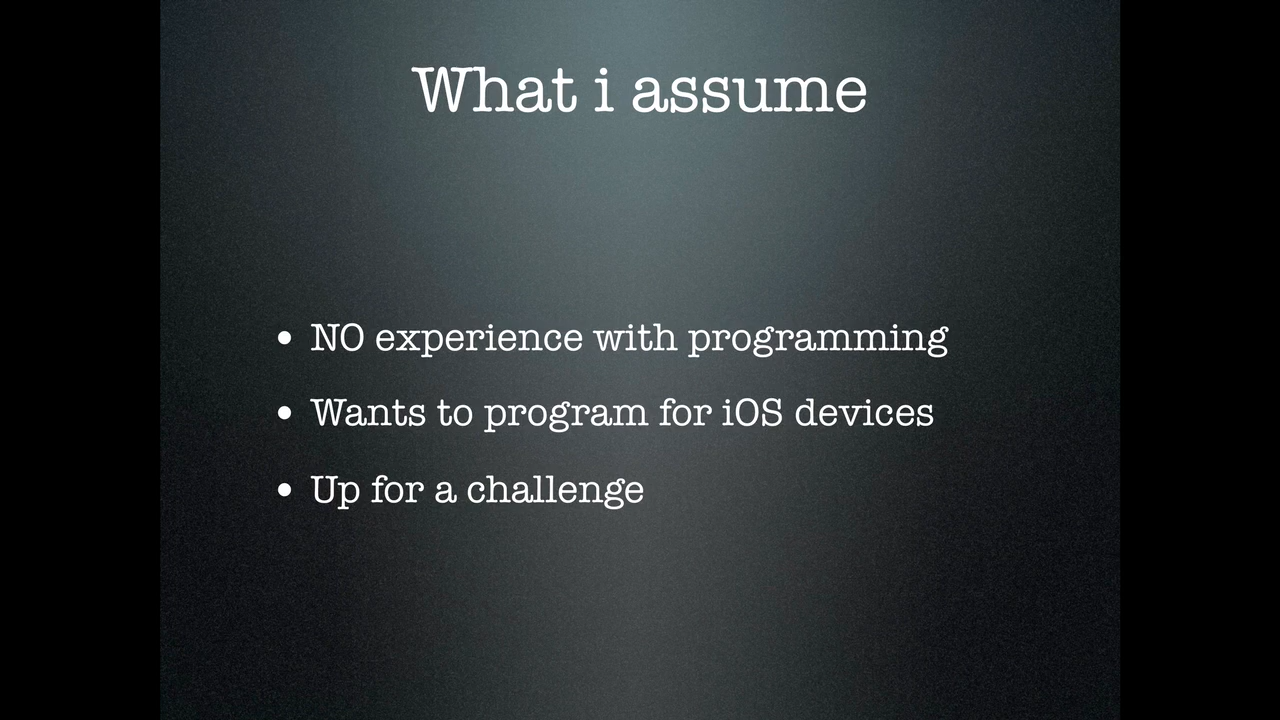 What i assume
• NO experience with programming
• Wants to program for iOS devices
• Up for a challenge